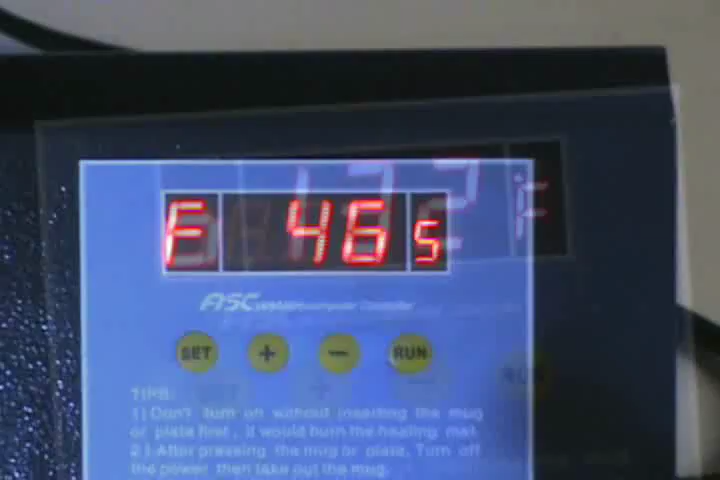 F 46 s
ASC
SET + − RUN
TIPS:
1) Don't turn on without inserting the mug
or plate first, it would burn the heating mat.
2) After pressing the mug or plate, Turn off
the power then take out the mug.